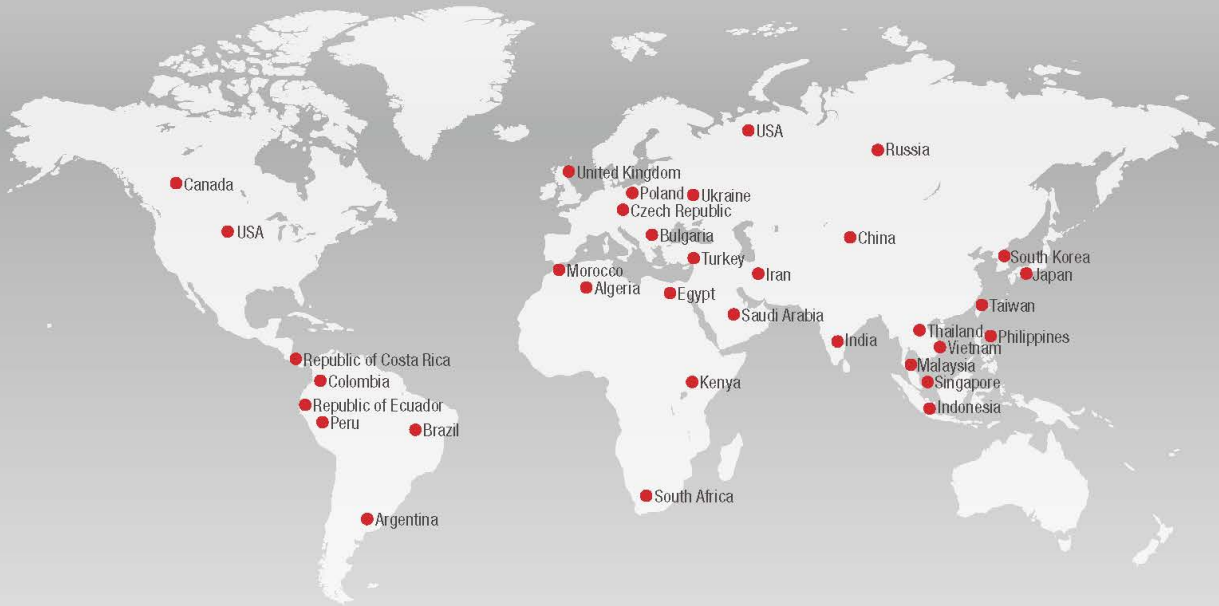 USA
Russia
United Kingdom
Canada
Poland
Ukraine
Czech Republic
USA
Bulgaria
China
Turkey
South Korea
Morocco
Iran
Japan
Algeria
Egypt
Taiwan
Saudi Arabia
Thailand
Philippines
India
Vietnam
Republic of Costa Rica
Malaysia
Colombia
Kenya
Singapore
Republic of Ecuador
Indonesia
Peru
Brazil
South Africa
Argentina